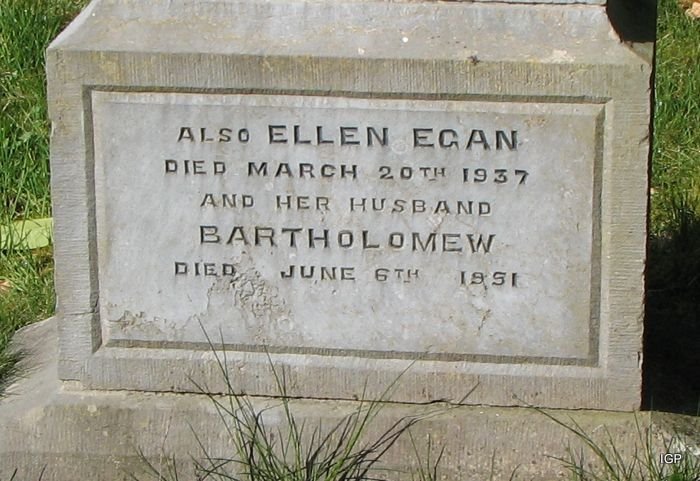 ALSO ELLEN EGAN
DIED MARCH 20TH 1937
AND HER HUSBAND
BARTHOLOMEW
DIED JUNE 6TH 1951
IGP